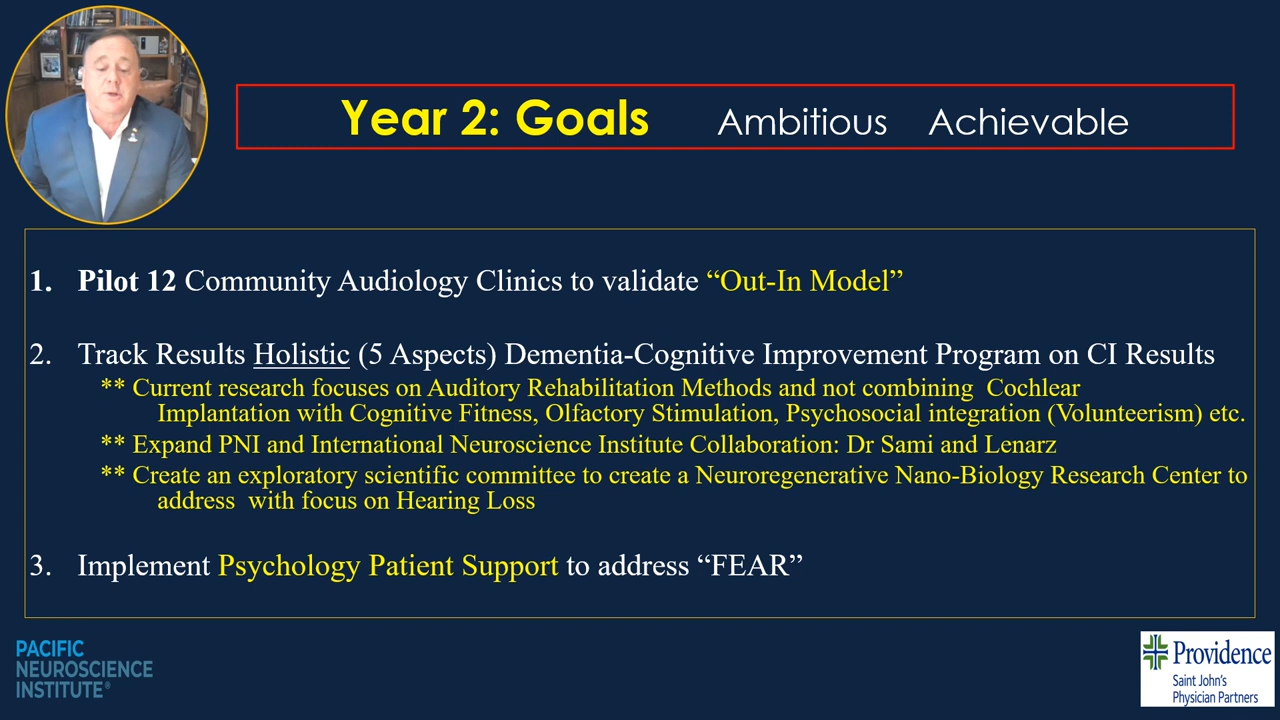 Year 2: Goals Ambitious Achievable
1. Pilot 12 Community Audiology Clinics to validate “Out-In Model”
2. Track Results Holistic (5 Aspects) Dementia-Cognitive Improvement Program on CI Results
** Current research focuses on Auditory Rehabilitation Methods and not combining Cochlear
Implantation with Cognitive Fitness, Olfactory Stimulation, Psychosocial integration (Volunteerism) etc.
** Expand PNI and International Neuroscience Institute Collaboration: Dr Sami and Lenarz
** Create an exploratory scientific committee to create a Neuroregenerative Nano-Biology Research Center to
address with focus on Hearing Loss
3. Implement Psychology Patient Support to address “FEAR”
PACIFIC
NEUROSCIENCE
INSTITUTE®
Providence
Saint John's
Physician Partners